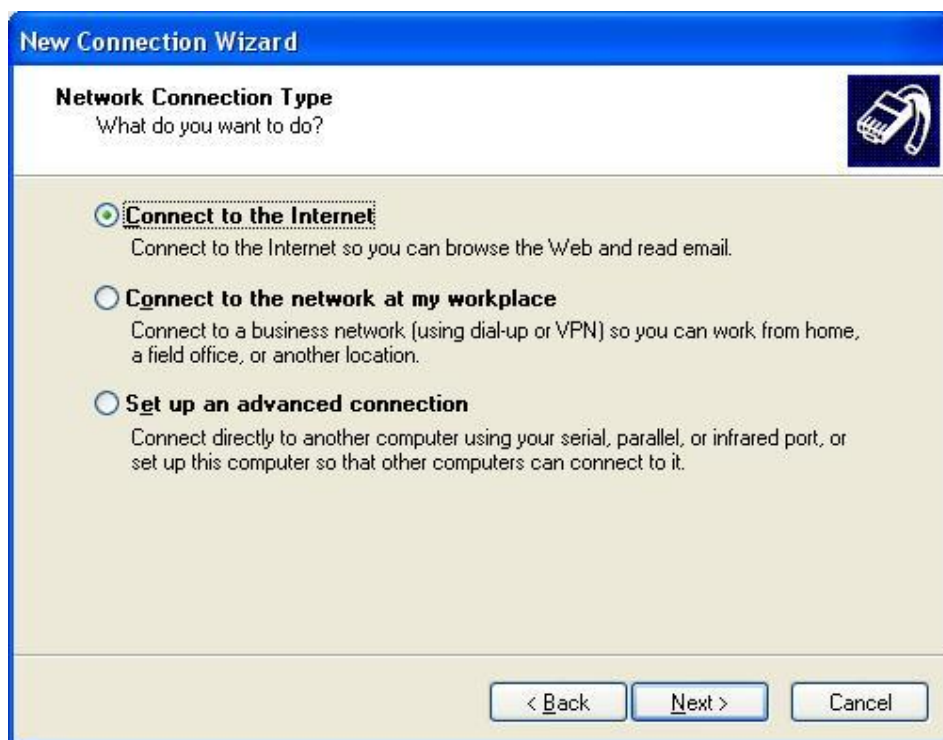 New Connection Wizard
Network Connection Type
What do you want to do?
Connect to the Internet
Connect to the Internet so you can browse the Web and read email.
Connect to the network at my workplace
Connect to a business network (using dial-up or VPN) so you can work from home,
a field office, or another location.
Set up an advanced connection
Connect directly to another computer using your serial, parallel, or infrared port, or
set up this computer so that other computers can connect to it.
< Back Next > Cancel